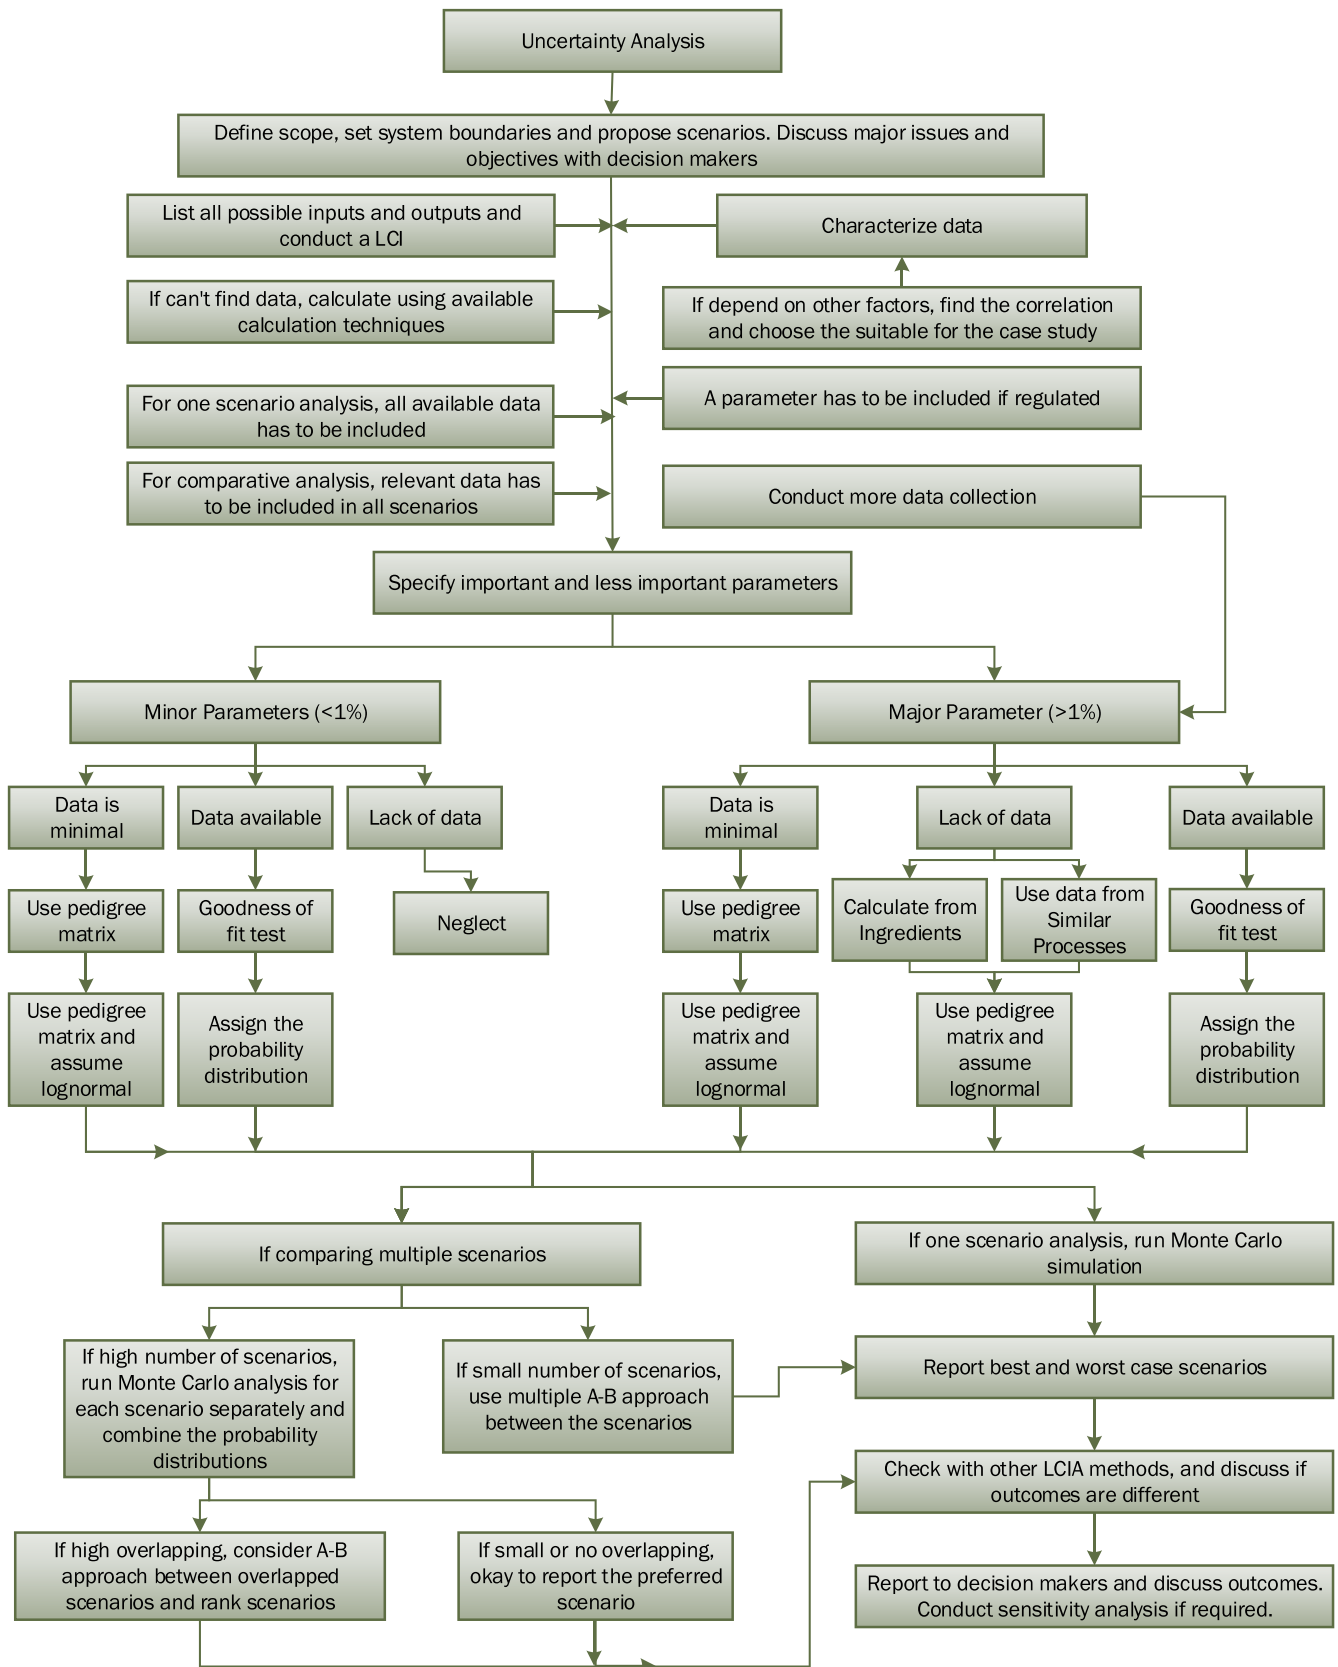 Uncertainty Analysis
Define scope, set system boundaries and propose scenarios. Discuss major issues and
objectives with decision makers
List all possible inputs and outputs and
conduct a LCI
Characterize data
If can't find data, calculate using available
calculation techniques
If depend on other factors, find the correlation
and choose the suitable for the case study
A parameter has to be included if regulated
For one scenario analysis, all available data
has to be included
For comparative analysis, relevant data has
to be included in all scenarios
Conduct more data collection
Specify important and less important parameters
Minor Parameters (<1%)
Major Parameter (>1%)
Data is
minimal
Data available
Lack of data
Data is
minimal
Lack of data
Data available
Use pedigree
matrix
Goodness of
fit test
Neglect
Use pedigree
matrix
Calculate from
Ingredients
Use data from
Similar
Processes
Goodness of
fit test
Use pedigree
matrix and
assume
lognormal
Assign the
probability
distribution
Use pedigree
matrix and
assume
lognormal
Use pedigree
matrix and
assume
lognormal
Assign the
probability
distribution
If comparing multiple scenarios
If one scenario analysis, run Monte Carlo
simulation
If high number of scenarios,
run Monte Carlo analysis for
each scenario separately and
combine the probability
distributions
If small number of scenarios,
use multiple A-B approach
between the scenarios
Report best and worst case scenarios
Check with other LCIA methods, and discuss if
outcomes are different
If high overlapping, consider A-B
approach between overlapped
scenarios and rank scenarios
If small or no overlapping,
okay to report the preferred
scenario
Report to decision makers and discuss outcomes.
Conduct sensitivity analysis if required.